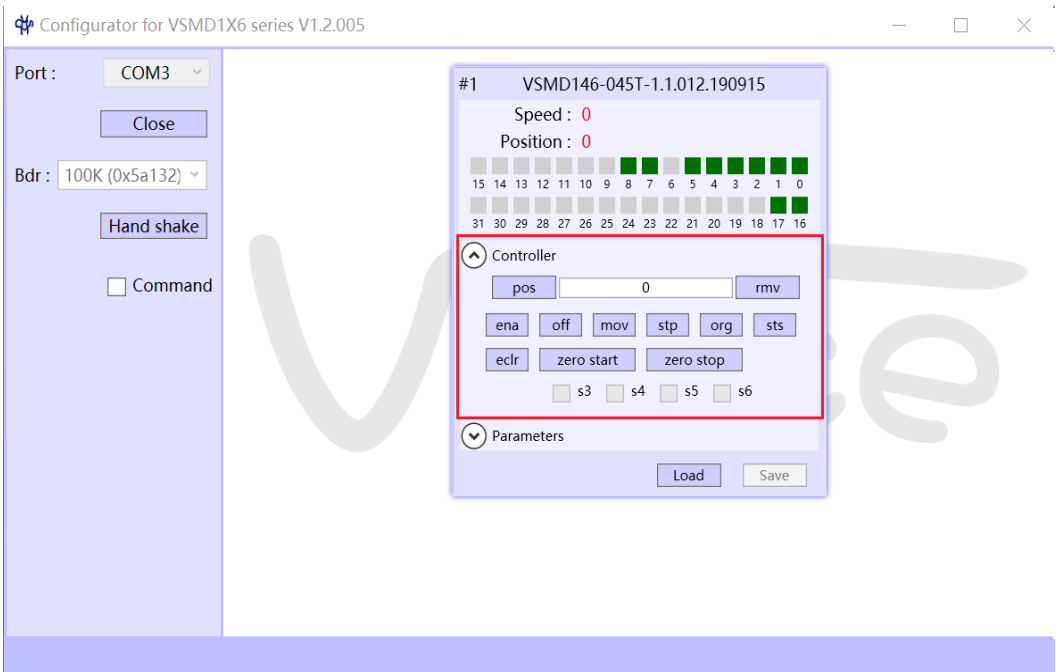 Configurator for VSMD1X6 series V1.2.005
Port : COM3
Close
Bdr : 100K (0x5a132)
Hand shake
Command
#1 VSMD146-045T-1.1.012.190915
Speed : 0
Position : 0
15 14 13 12 11 10 9 8 7 6 5 4 3 2 1 0
31 30 29 28 27 26 25 24 23 22 21 20 19 18 17 16
Controller
pos 0 rmv
ena off mov stp org sts
eclr zero start zero stop
s3 s4 s5 s6
Parameters
Load Save